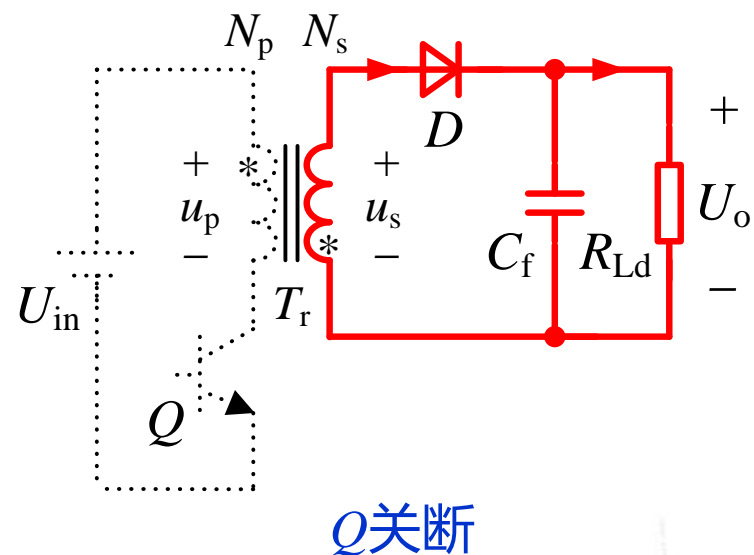 Np Ns
+ * + +
up us Uo
− * − −
D
Cf RLd
Uin Tr
Q
Q关断